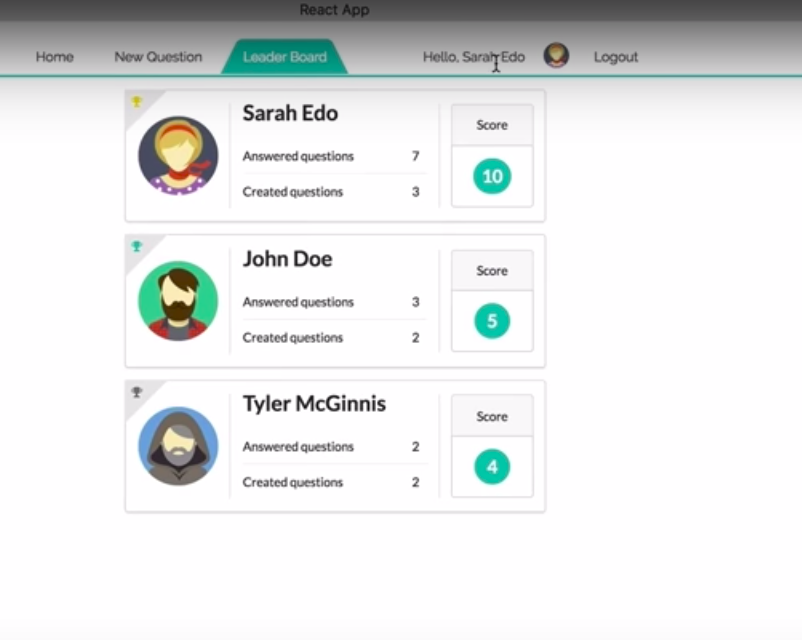 React App
Home New Question Leader Board Hello, Sarah Edo Logout
Sarah Edo
Answered questions 7
Created questions 3
Score
10
John Doe
Answered questions 3
Created questions 2
Score
5
Tyler McGinnis
Answered questions 2
Created questions 2
Score
4